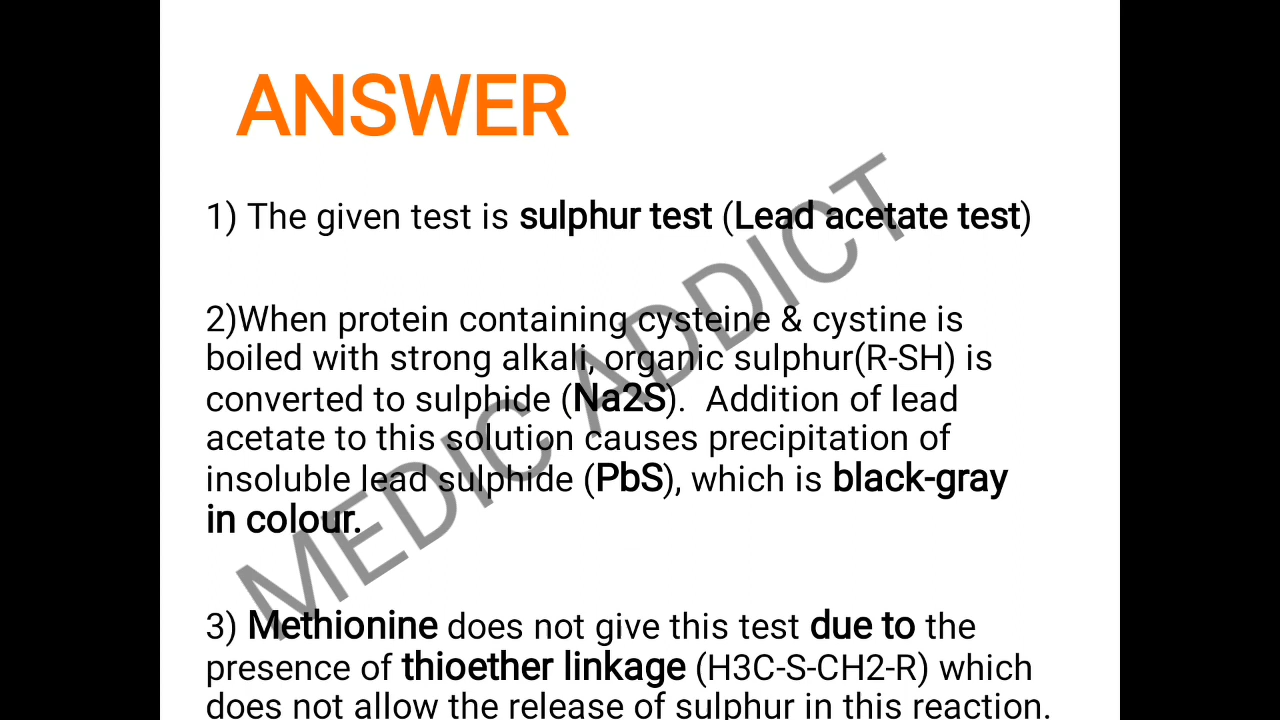 ANSWER
1) The given test is sulphur test (Lead acetate test)
2)When protein containing cysteine & cystine is
boiled with strong alkali, organic sulphur(R-SH) is
converted to sulphide (Na2S).  Addition of lead
acetate to this solution causes precipitation of
insoluble lead sulphide (PbS), which is black-gray
in colour.
3) Methionine does not give this test due to the
presence of thioether linkage (H3C-S-CH2-R) which
does not allow the release of sulphur in this reaction.
MEDIC ADDICT